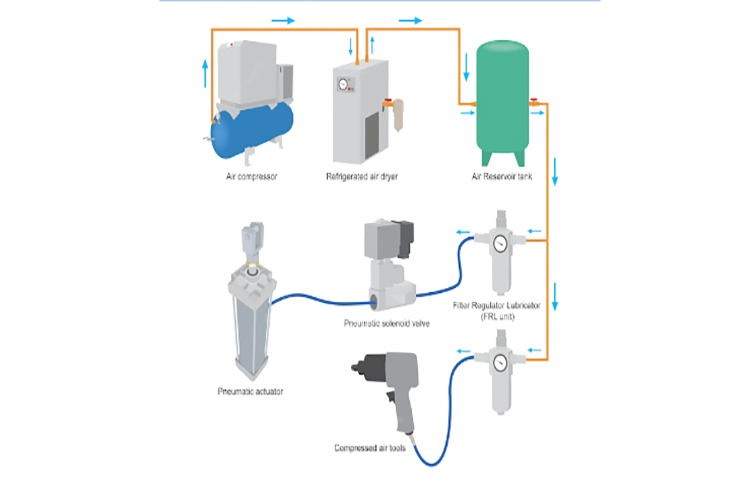 Air compressor
Refrigerated air dryer
Air Reservoir tank
Pneumatic solenoid valve
Filter Regulator Lubricator
(FRL unit)
Pneumatic actuator
Compressed air tools